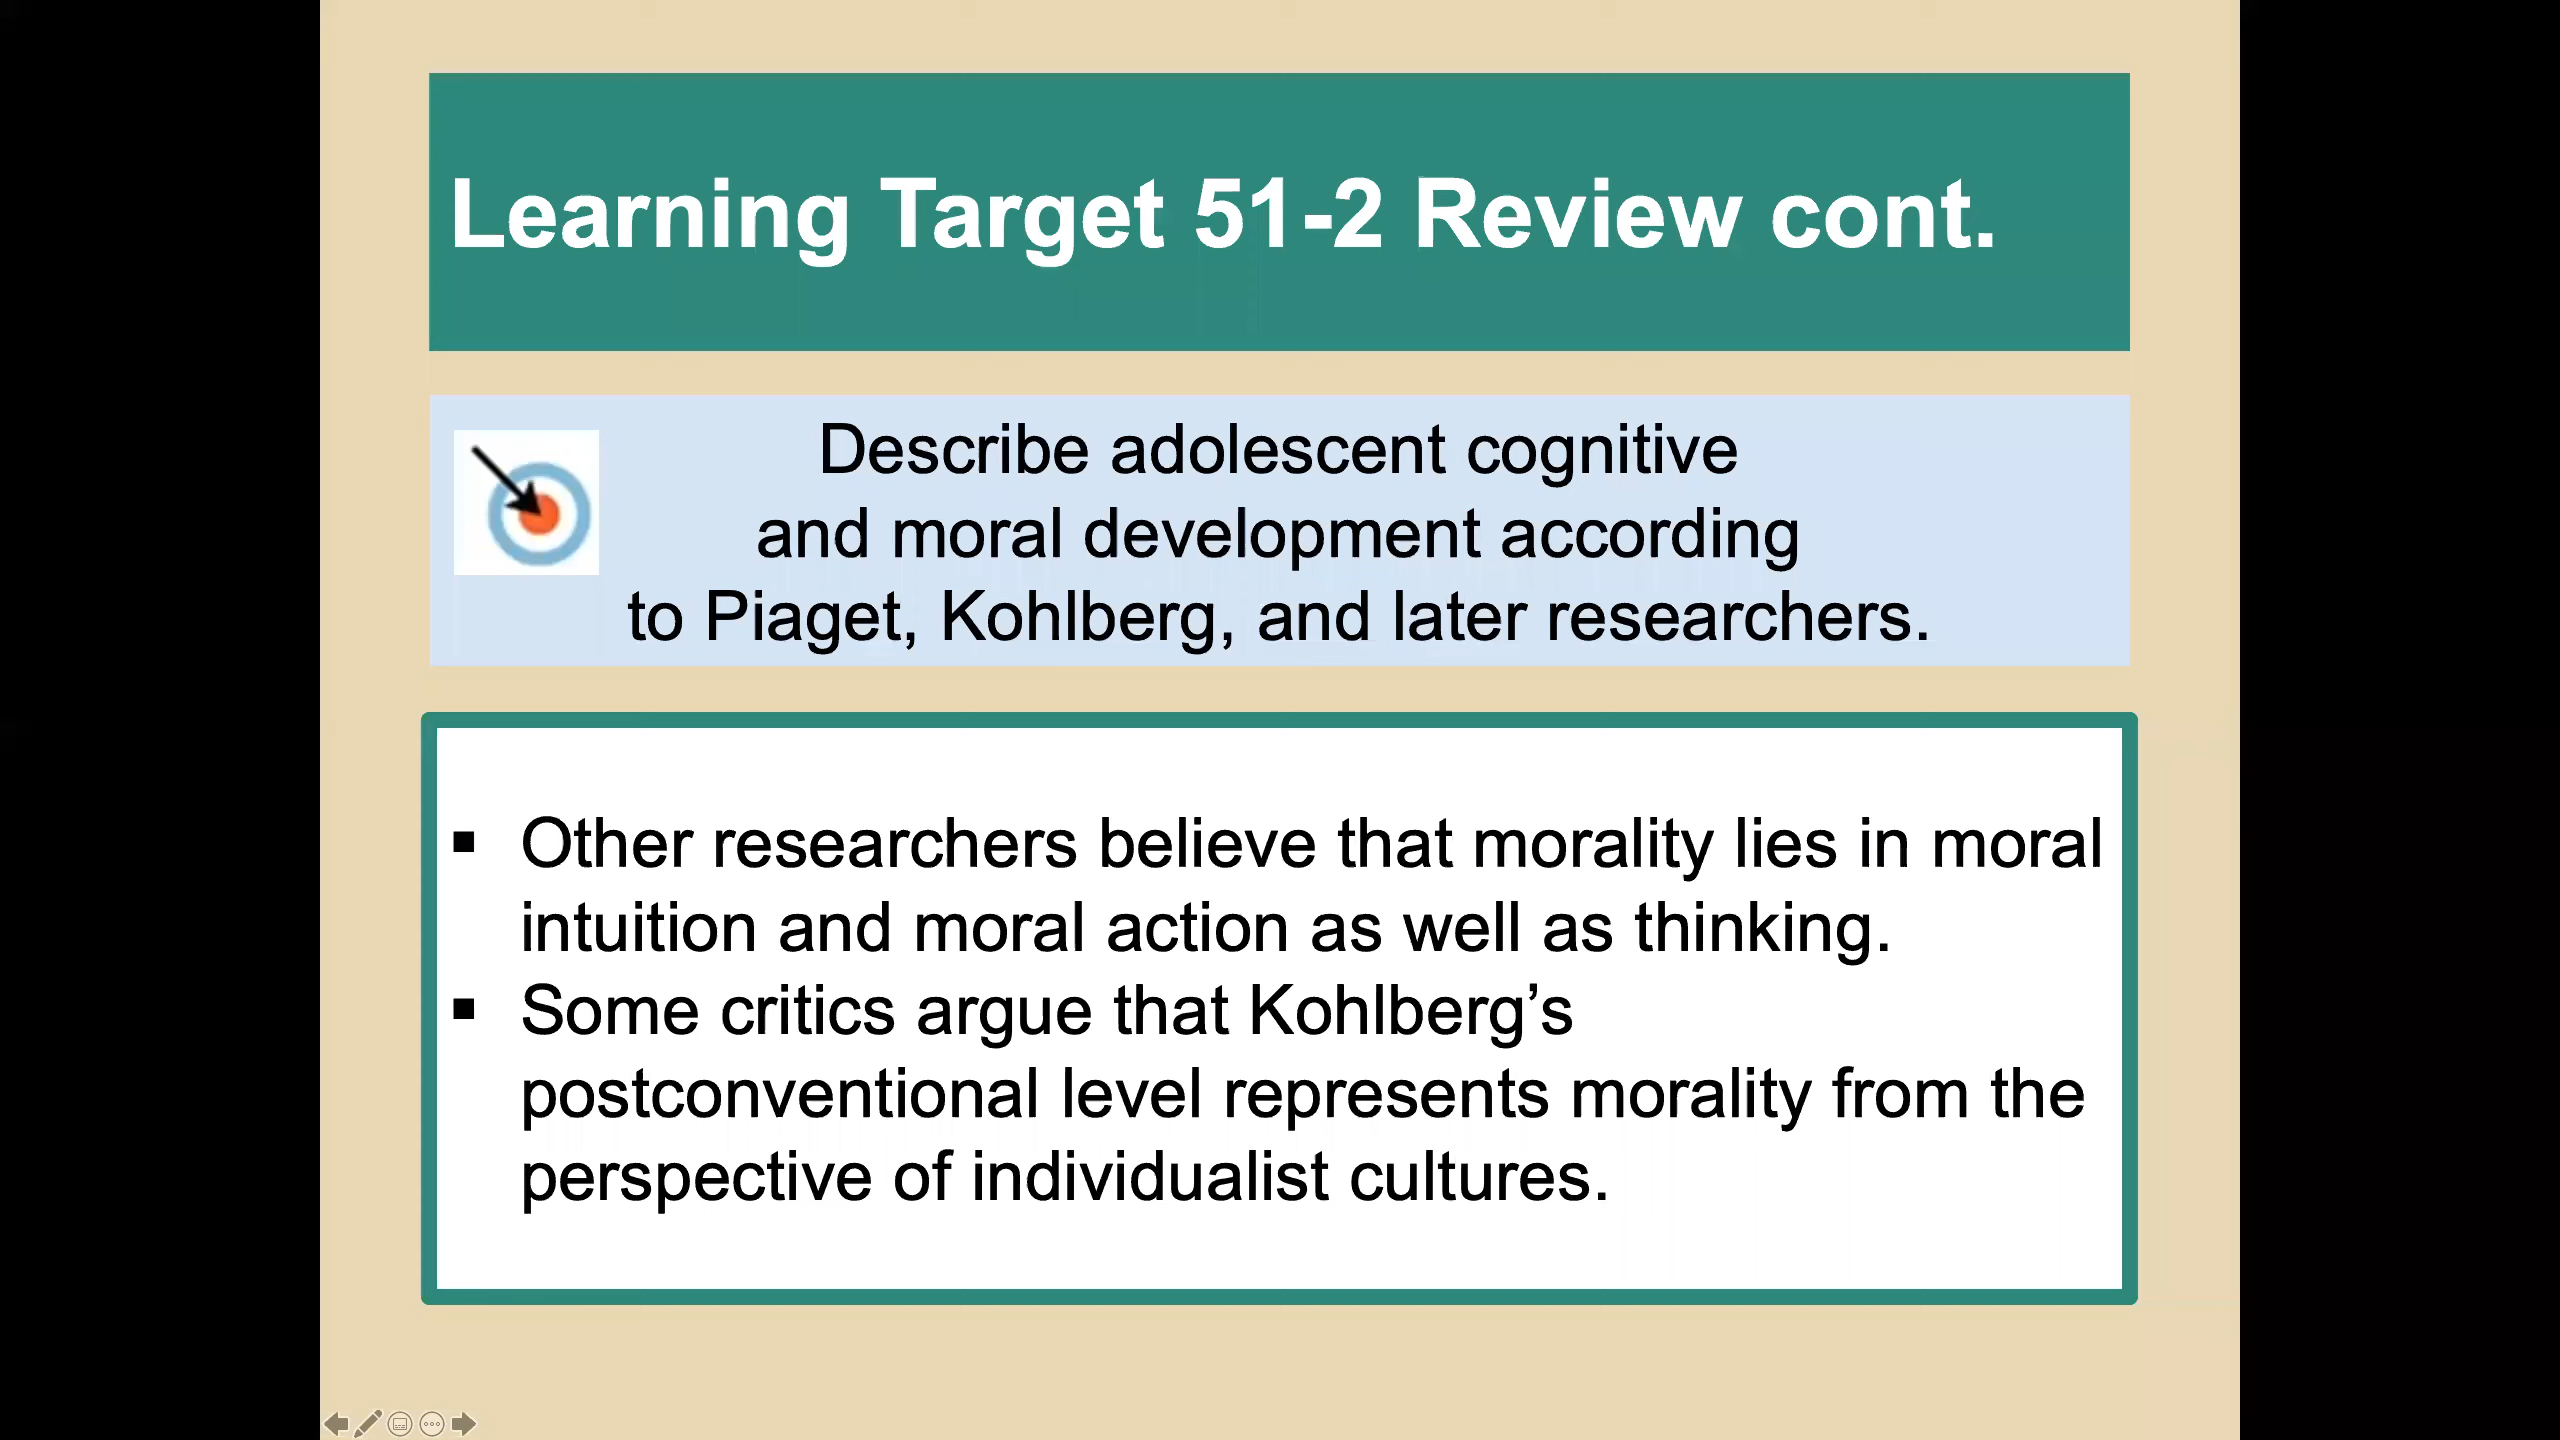 Learning Target 51-2 Review cont.
Describe adolescent cognitive
and moral development according
to Piaget, Kohlberg, and later researchers.
▪ Other researchers believe that morality lies in moral
intuition and moral action as well as thinking.
▪ Some critics argue that Kohlberg’s
postconventional level represents morality from the
perspective of individualist cultures.